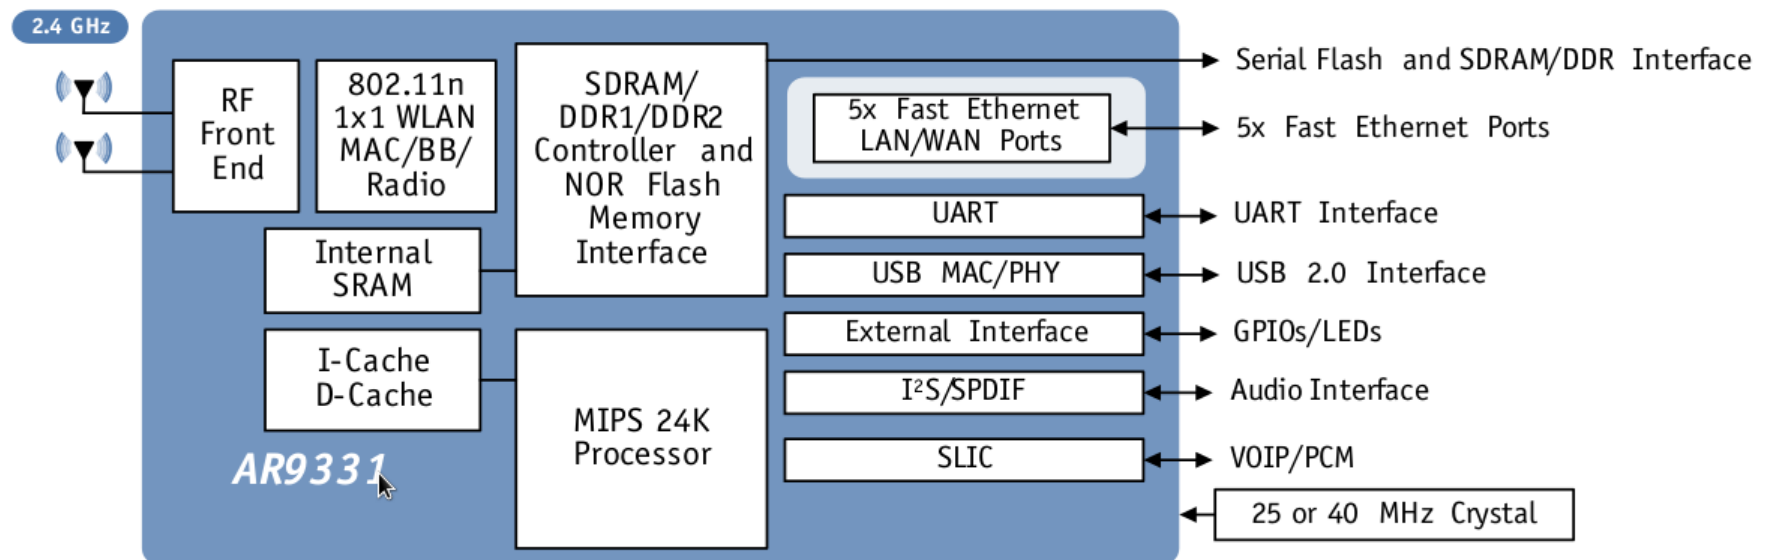 2.4 GHz
RF
Front
End
802.11n
1x1 WLAN
MAC/BB/
Radio
SDRAM/
DDR1/DDR2
Controller and
NOR Flash
Memory
Interface
Internal
SRAM
I-Cache
D-Cache
MIPS 24K
Processor
AR9331
5x Fast Ethernet
LAN/WAN Ports
UART
USB MAC/PHY
External Interface
I²S/SPDIF
SLIC
Serial Flash and SDRAM/DDR Interface
5x Fast Ethernet Ports
UART Interface
USB 2.0 Interface
GPIOs/LEDs
Audio Interface
VOIP/PCM
25 or 40 MHz Crystal